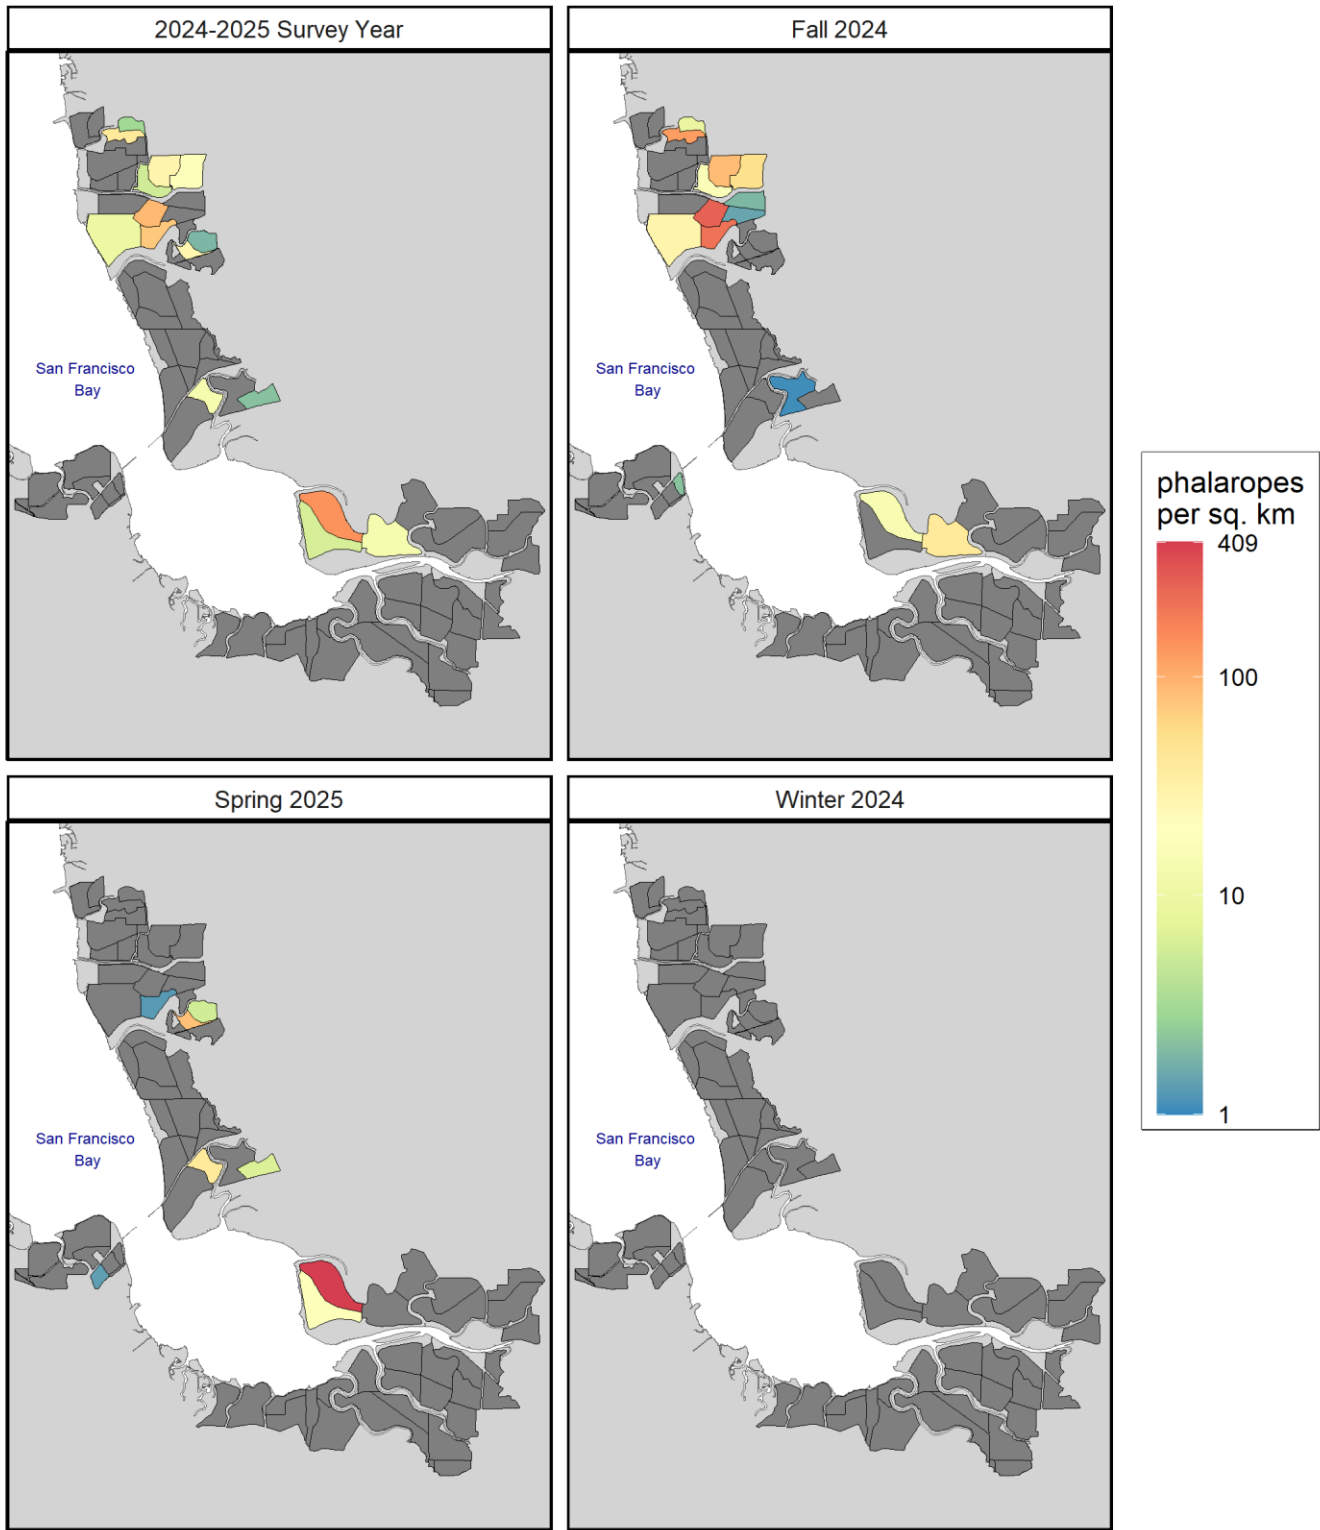 2024-2025 Survey Year
Fall 2024
San Francisco
Bay
San Francisco
Bay
phalaropes
per sq. km
409
100
10
1
Spring 2025
Winter 2024
San Francisco
Bay
San Francisco
Bay